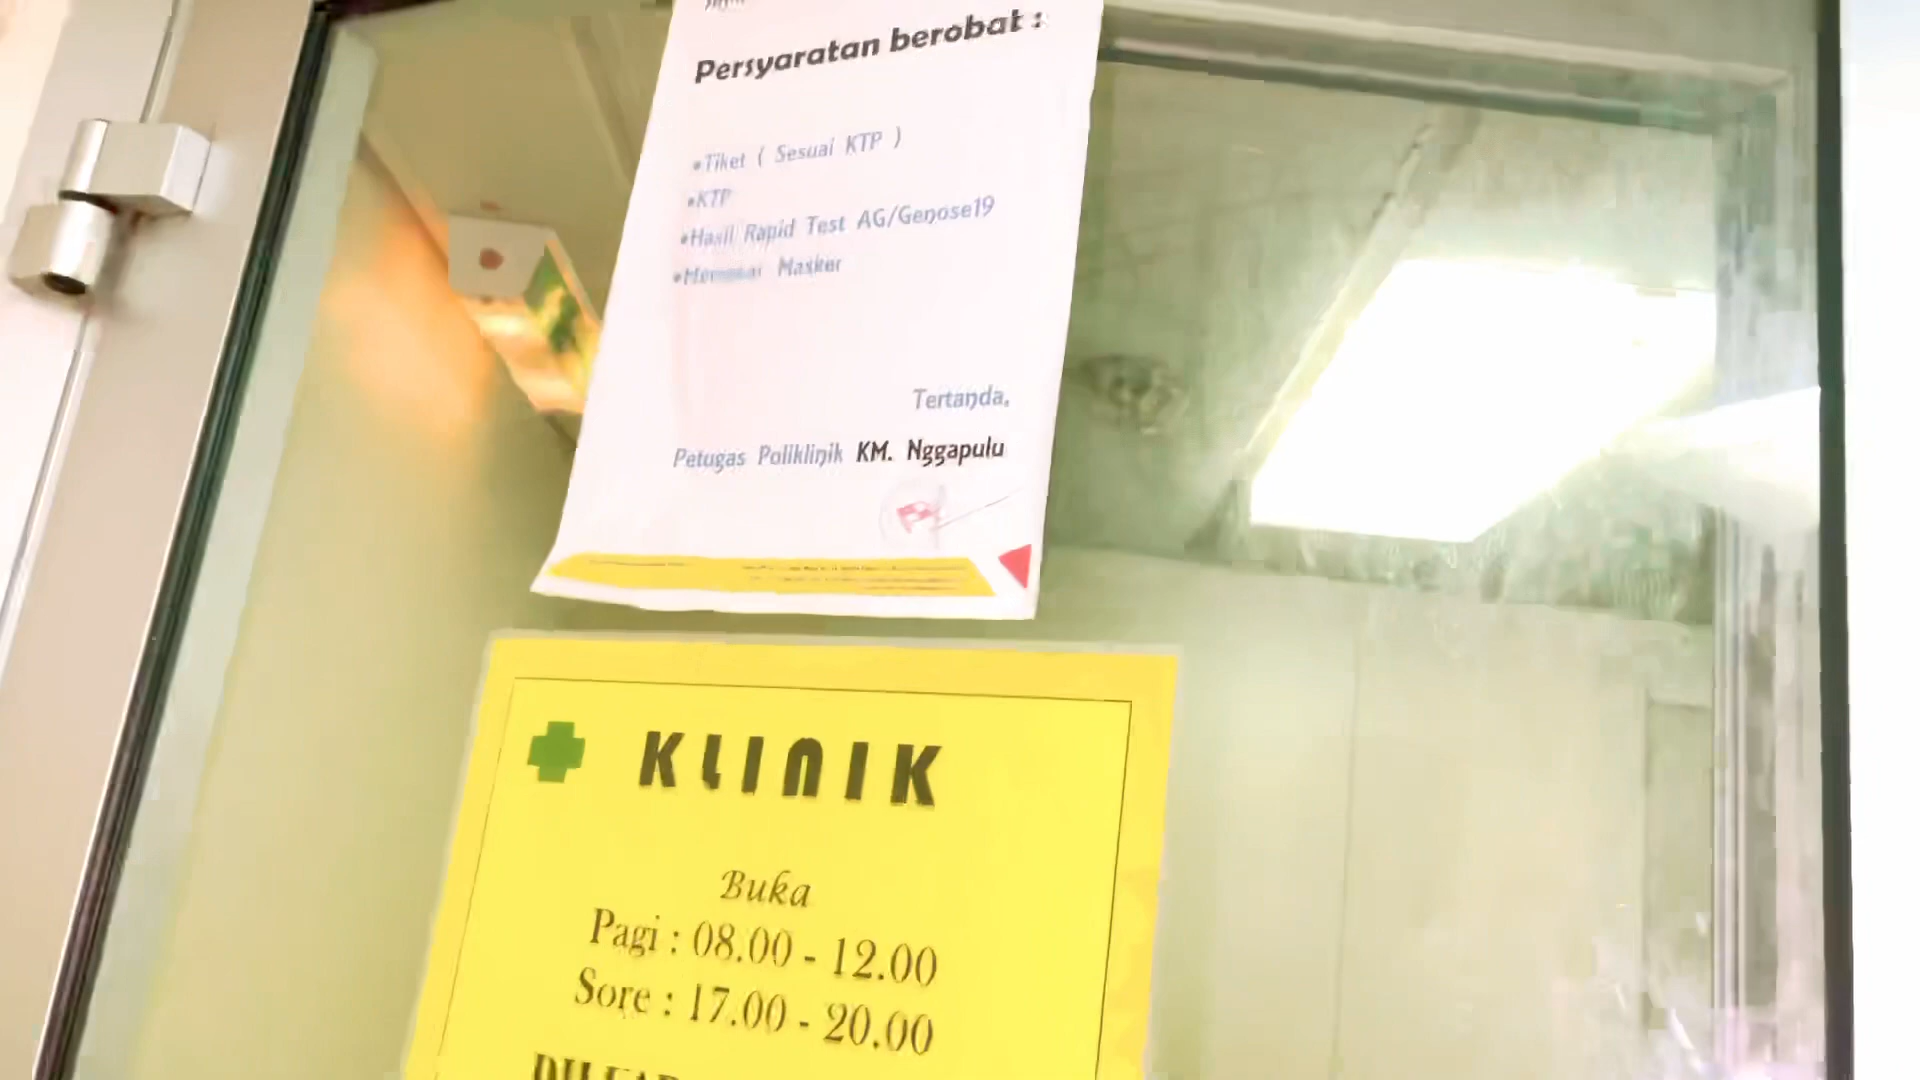 Persyaratan berobat :
•Tiket ( Sesuai KTP )
•KTP
•Hasil Rapid Test AG/Genose19
Masker
Tertanda,
Petugas Poliklinik KM. Nggapulu
KLINIK
Buka
Pagi : 08.00 - 12.00
Sore : 17.00 - 20.00